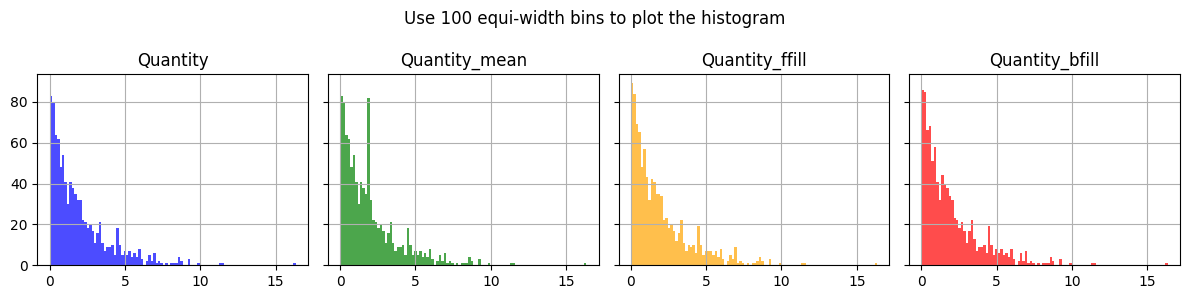 Use 100 equi-width bins to plot the histogram
Quantity
Quantity_mean
Quantity_ffill
Quantity_bfill
80
60
40
20
0
0 5 10 15
0 5 10 15
0 5 10 15
0 5 10 15